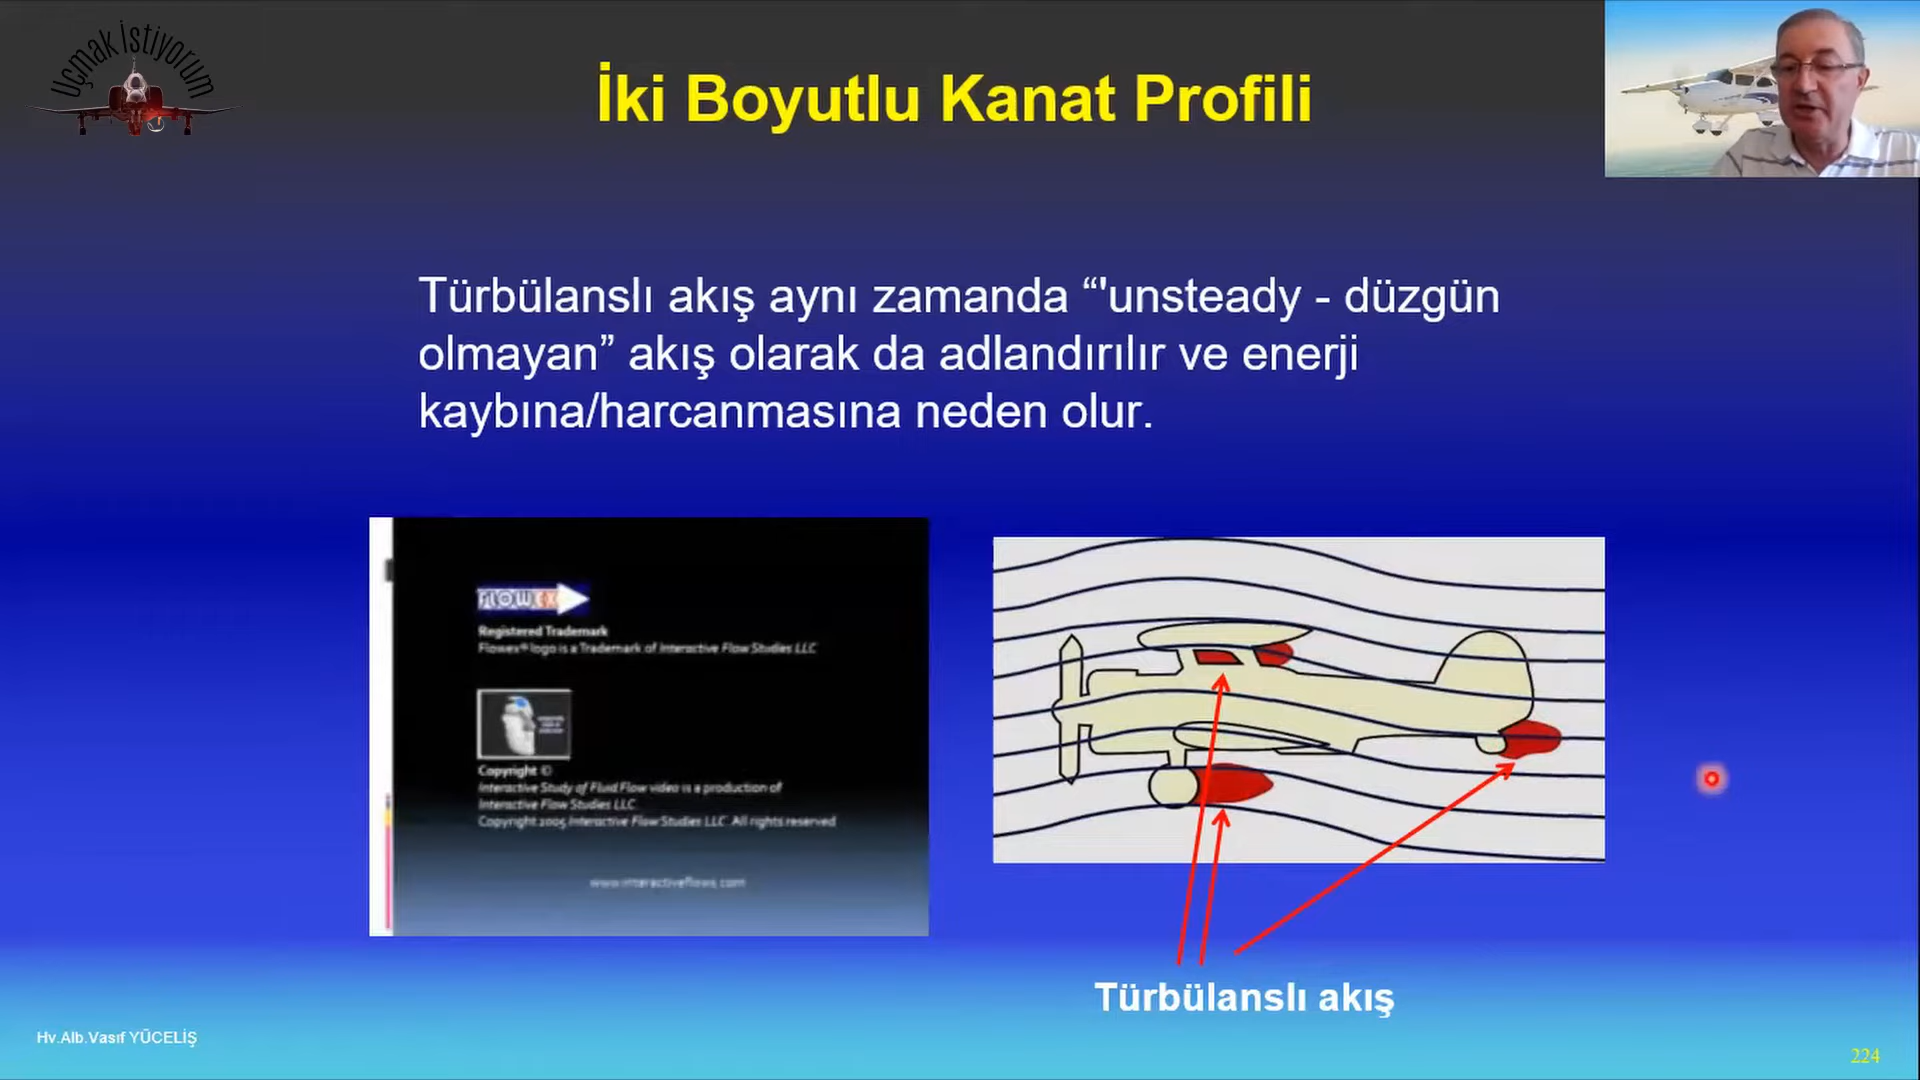 Uçmak İstiyorum
İki Boyutlu Kanat Profili
Türbülanslı akış aynı zamanda “'unsteady - düzgün
olmayan” akış olarak da adlandırılır ve enerji
kaybına/harcanmasına neden olur.
FLOWEX
Registered Trademark
Flowex® logo is a Trademark of Interactive Flow Studies LLC
Copyright ©
Interactive Study of Fluid Flow video is a production of
Interactive Flow Studies LLC
Copyright 2005 Interactive Flow Studies LLC All rights reserved
www.interactiveflows.com
Türbülanslı akış
Hv.Alb.Vasıf YÜCELİŞ
224